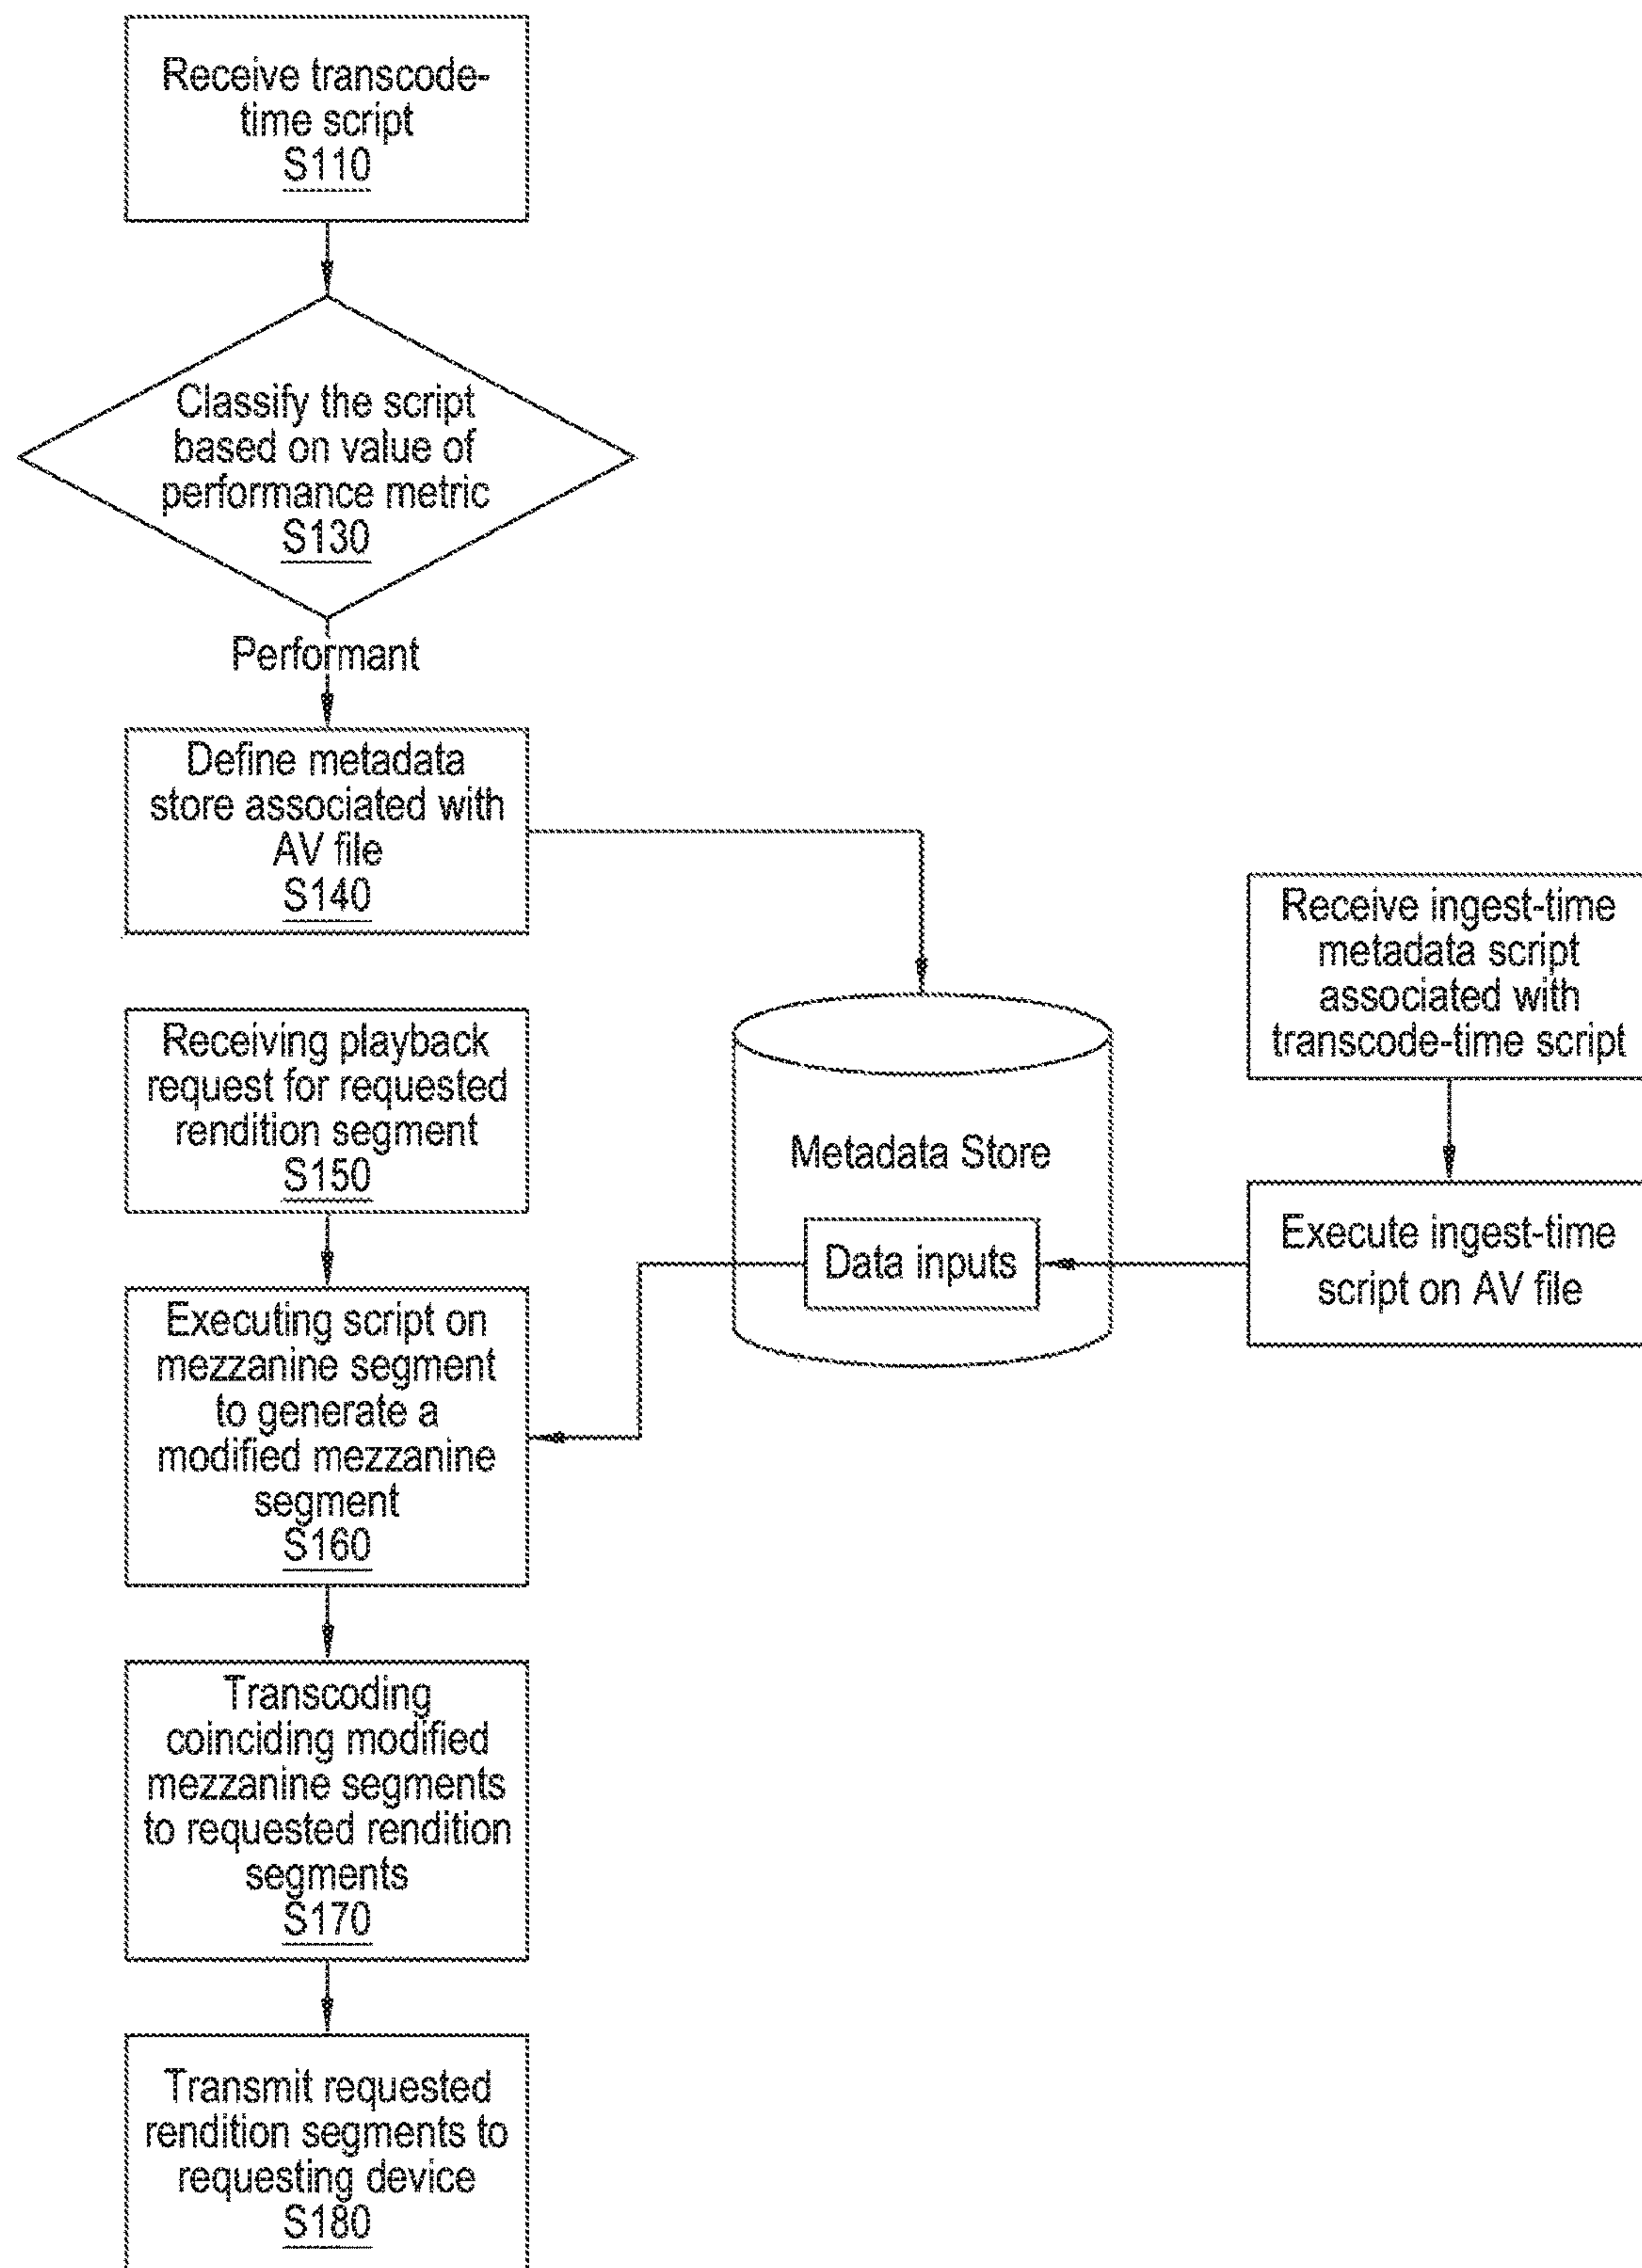 Receive transcode-
time script
S110
Classify the script
based on value of
performance metric
S130
Performant
Define metadata
store associated with
AV file
S140
Receiving playback
request for requested
rendition segment
S150
Executing script on
mezzanine segment
to generate a
modified mezzanine
segment
S160
Transcoding
coinciding modified
mezzanine segments
to requested rendition
segments
S170
Transmit requested
rendition segments to
requesting device
S180
Metadata Store
Data inputs
Receive ingest-time
metadata script
associated with
transcode-time script
Execute ingest-time
script on AV file